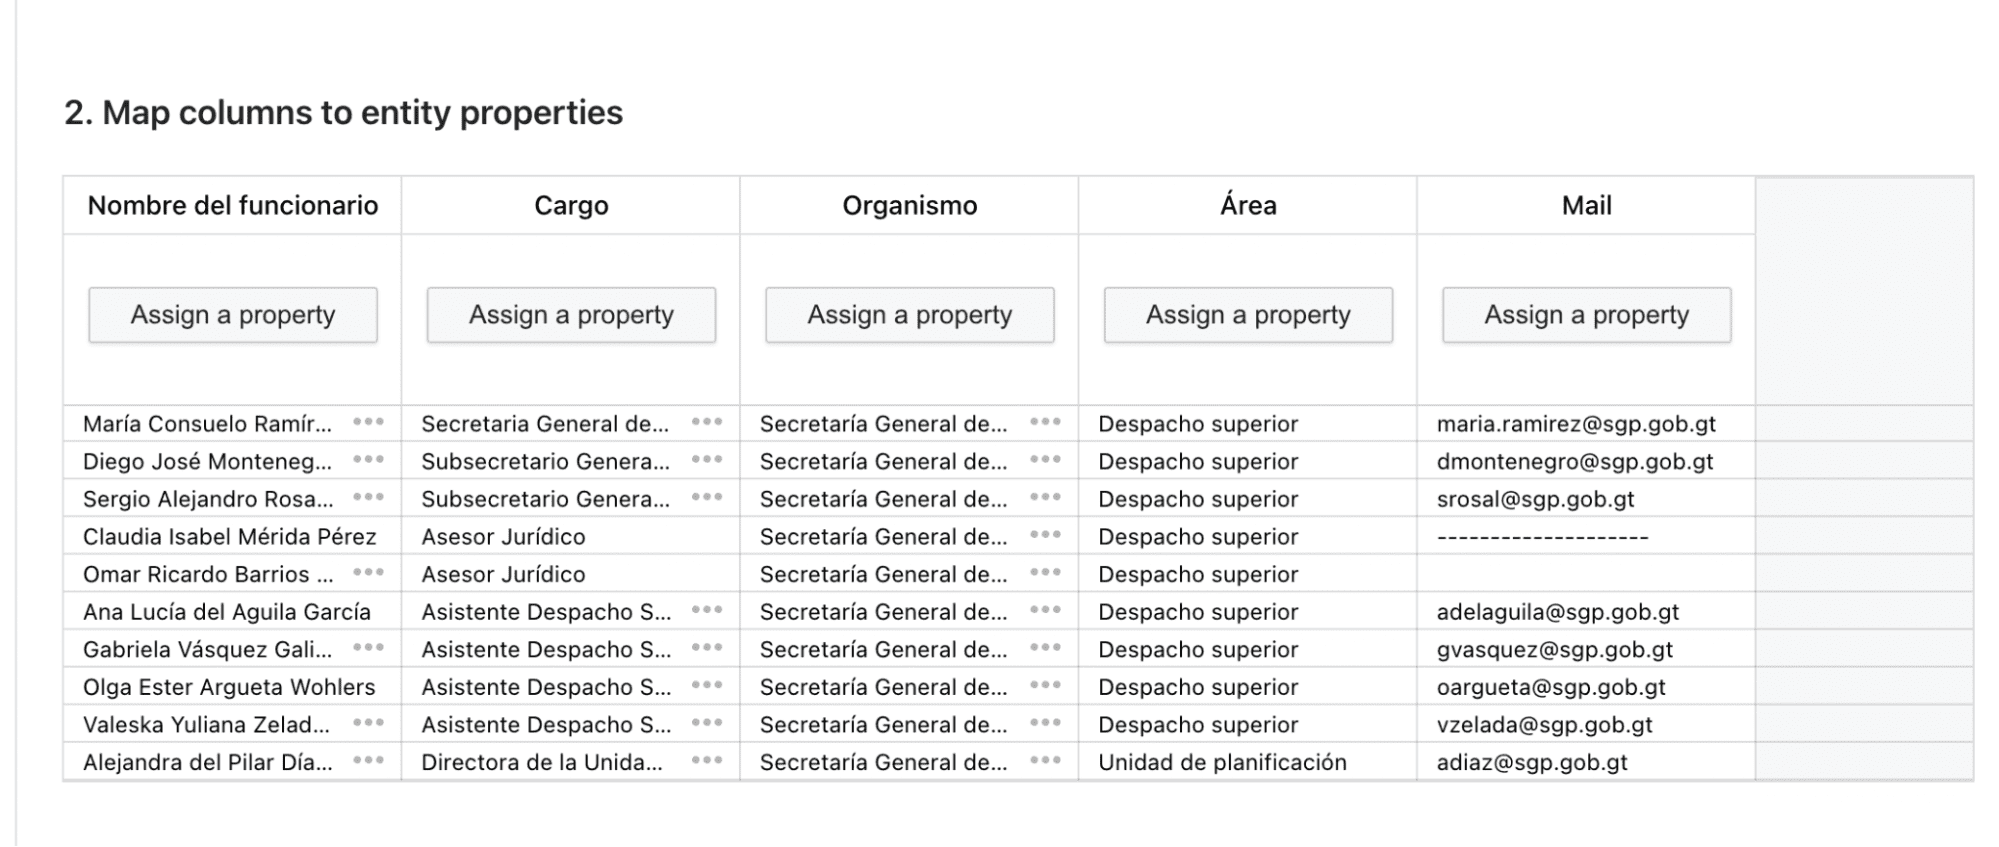 2. Map columns to entity properties
Nombre del funcionario Cargo Organismo Área Mail
Assign a property Assign a property Assign a property Assign a property Assign a property
María Consuelo Ramír... ••• Secretaria General de... ••• Secretaría General de... ••• Despacho superior maria.ramirez@sgp.gob.gt
Diego José Monteneg... ••• Subsecretario Genera... ••• Secretaría General de... ••• Despacho superior dmontenegro@sgp.gob.gt
Sergio Alejandro Rosa... ••• Subsecretario Genera... ••• Secretaría General de... ••• Despacho superior srosal@sgp.gob.gt
Claudia Isabel Mérida Pérez Asesor Jurídico Secretaría General de... ••• Despacho superior --------------------
Omar Ricardo Barrios ... ••• Asesor Jurídico Secretaría General de... ••• Despacho superior
Ana Lucía del Aguila García Asistente Despacho S... ••• Secretaría General de... ••• Despacho superior adelaguila@sgp.gob.gt
Gabriela Vásquez Gali... ••• Asistente Despacho S... ••• Secretaría General de... ••• Despacho superior gvasquez@sgp.gob.gt
Olga Ester Argueta Wohlers Asistente Despacho S... ••• Secretaría General de... ••• Despacho superior oargueta@sgp.gob.gt
Valeska Yuliana Zelad... ••• Asistente Despacho S... ••• Secretaría General de... ••• Despacho superior vzelada@sgp.gob.gt
Alejandra del Pilar Día... ••• Directora de la Unida... ••• Secretaría General de... ••• Unidad de planificación adiaz@sgp.gob.gt